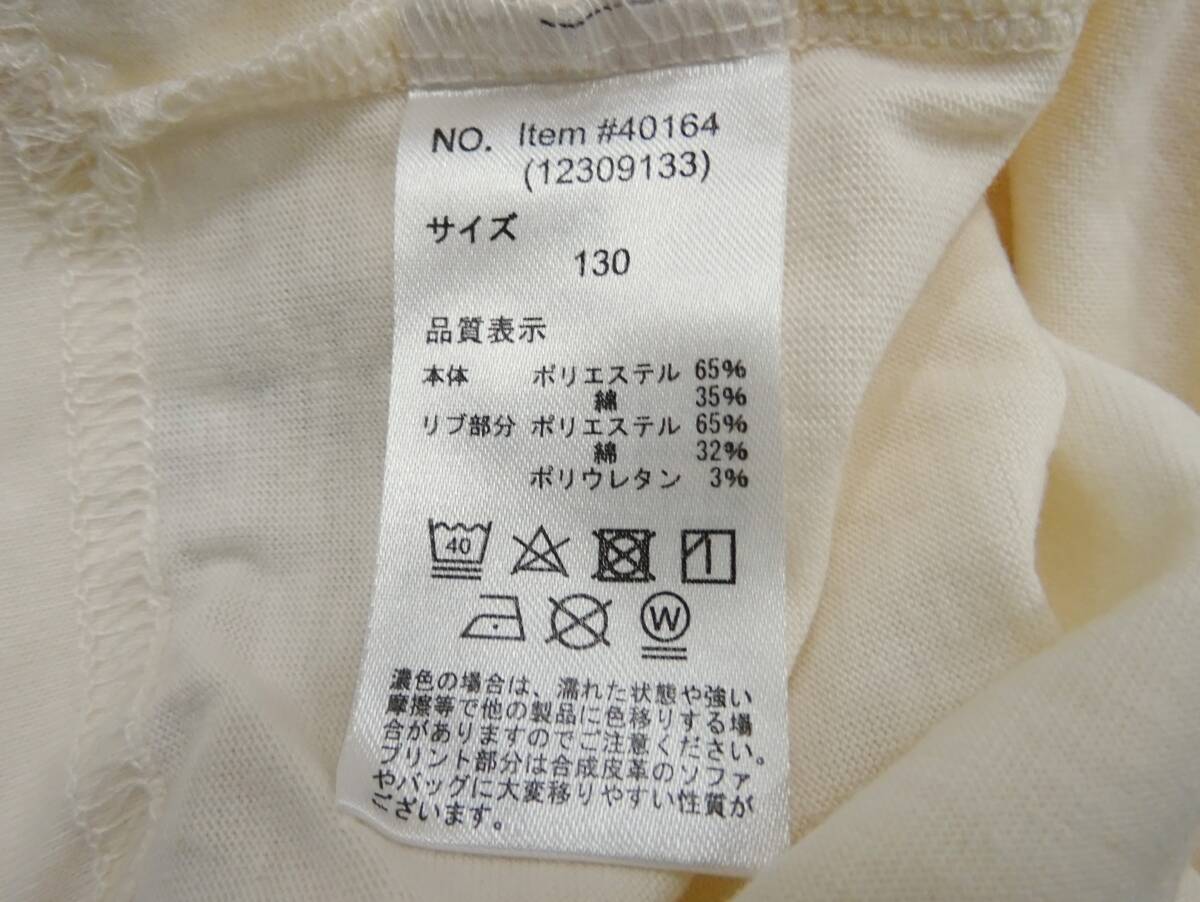 NO. Item #40164
(12309133)
サイズ
130
品質表示
本体 ポリエステル 65%
綿 35%
リブ部分 ポリエステル 65%
綿 32%
ポリウレタン 3%
40
W
濃色の場合は、濡れた状態や強い
摩擦等で他の製品に色移りする場
合がありますのでご注意ください。
プリント部分は合成皮革のソファ
やバッグに大変移りやすい性質が
ございます。